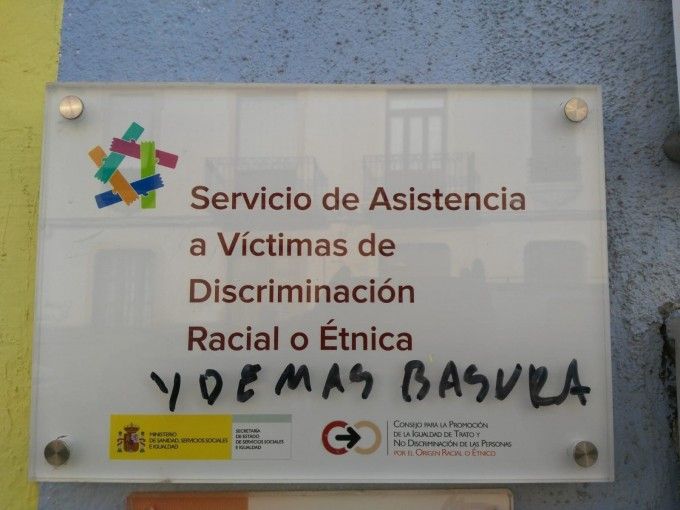 Servicio de Asistencia
a Víctimas de
Discriminación
Racial o Étnica
Y DEMAS BASURA
MINISTERIO
DE SANIDAD, SERVICIOS SOCIALES
E IGUALDAD
SECRETARÍA
DE ESTADO
DE SERVICIOS SOCIALES
E IGUALDAD
CONSEJO PARA LA PROMOCIÓN
DE LA IGUALDAD DE TRATO Y
NO DISCRIMINACIÓN DE LAS PERSONAS
POR EL ORIGEN RACIAL O ÉTNICO